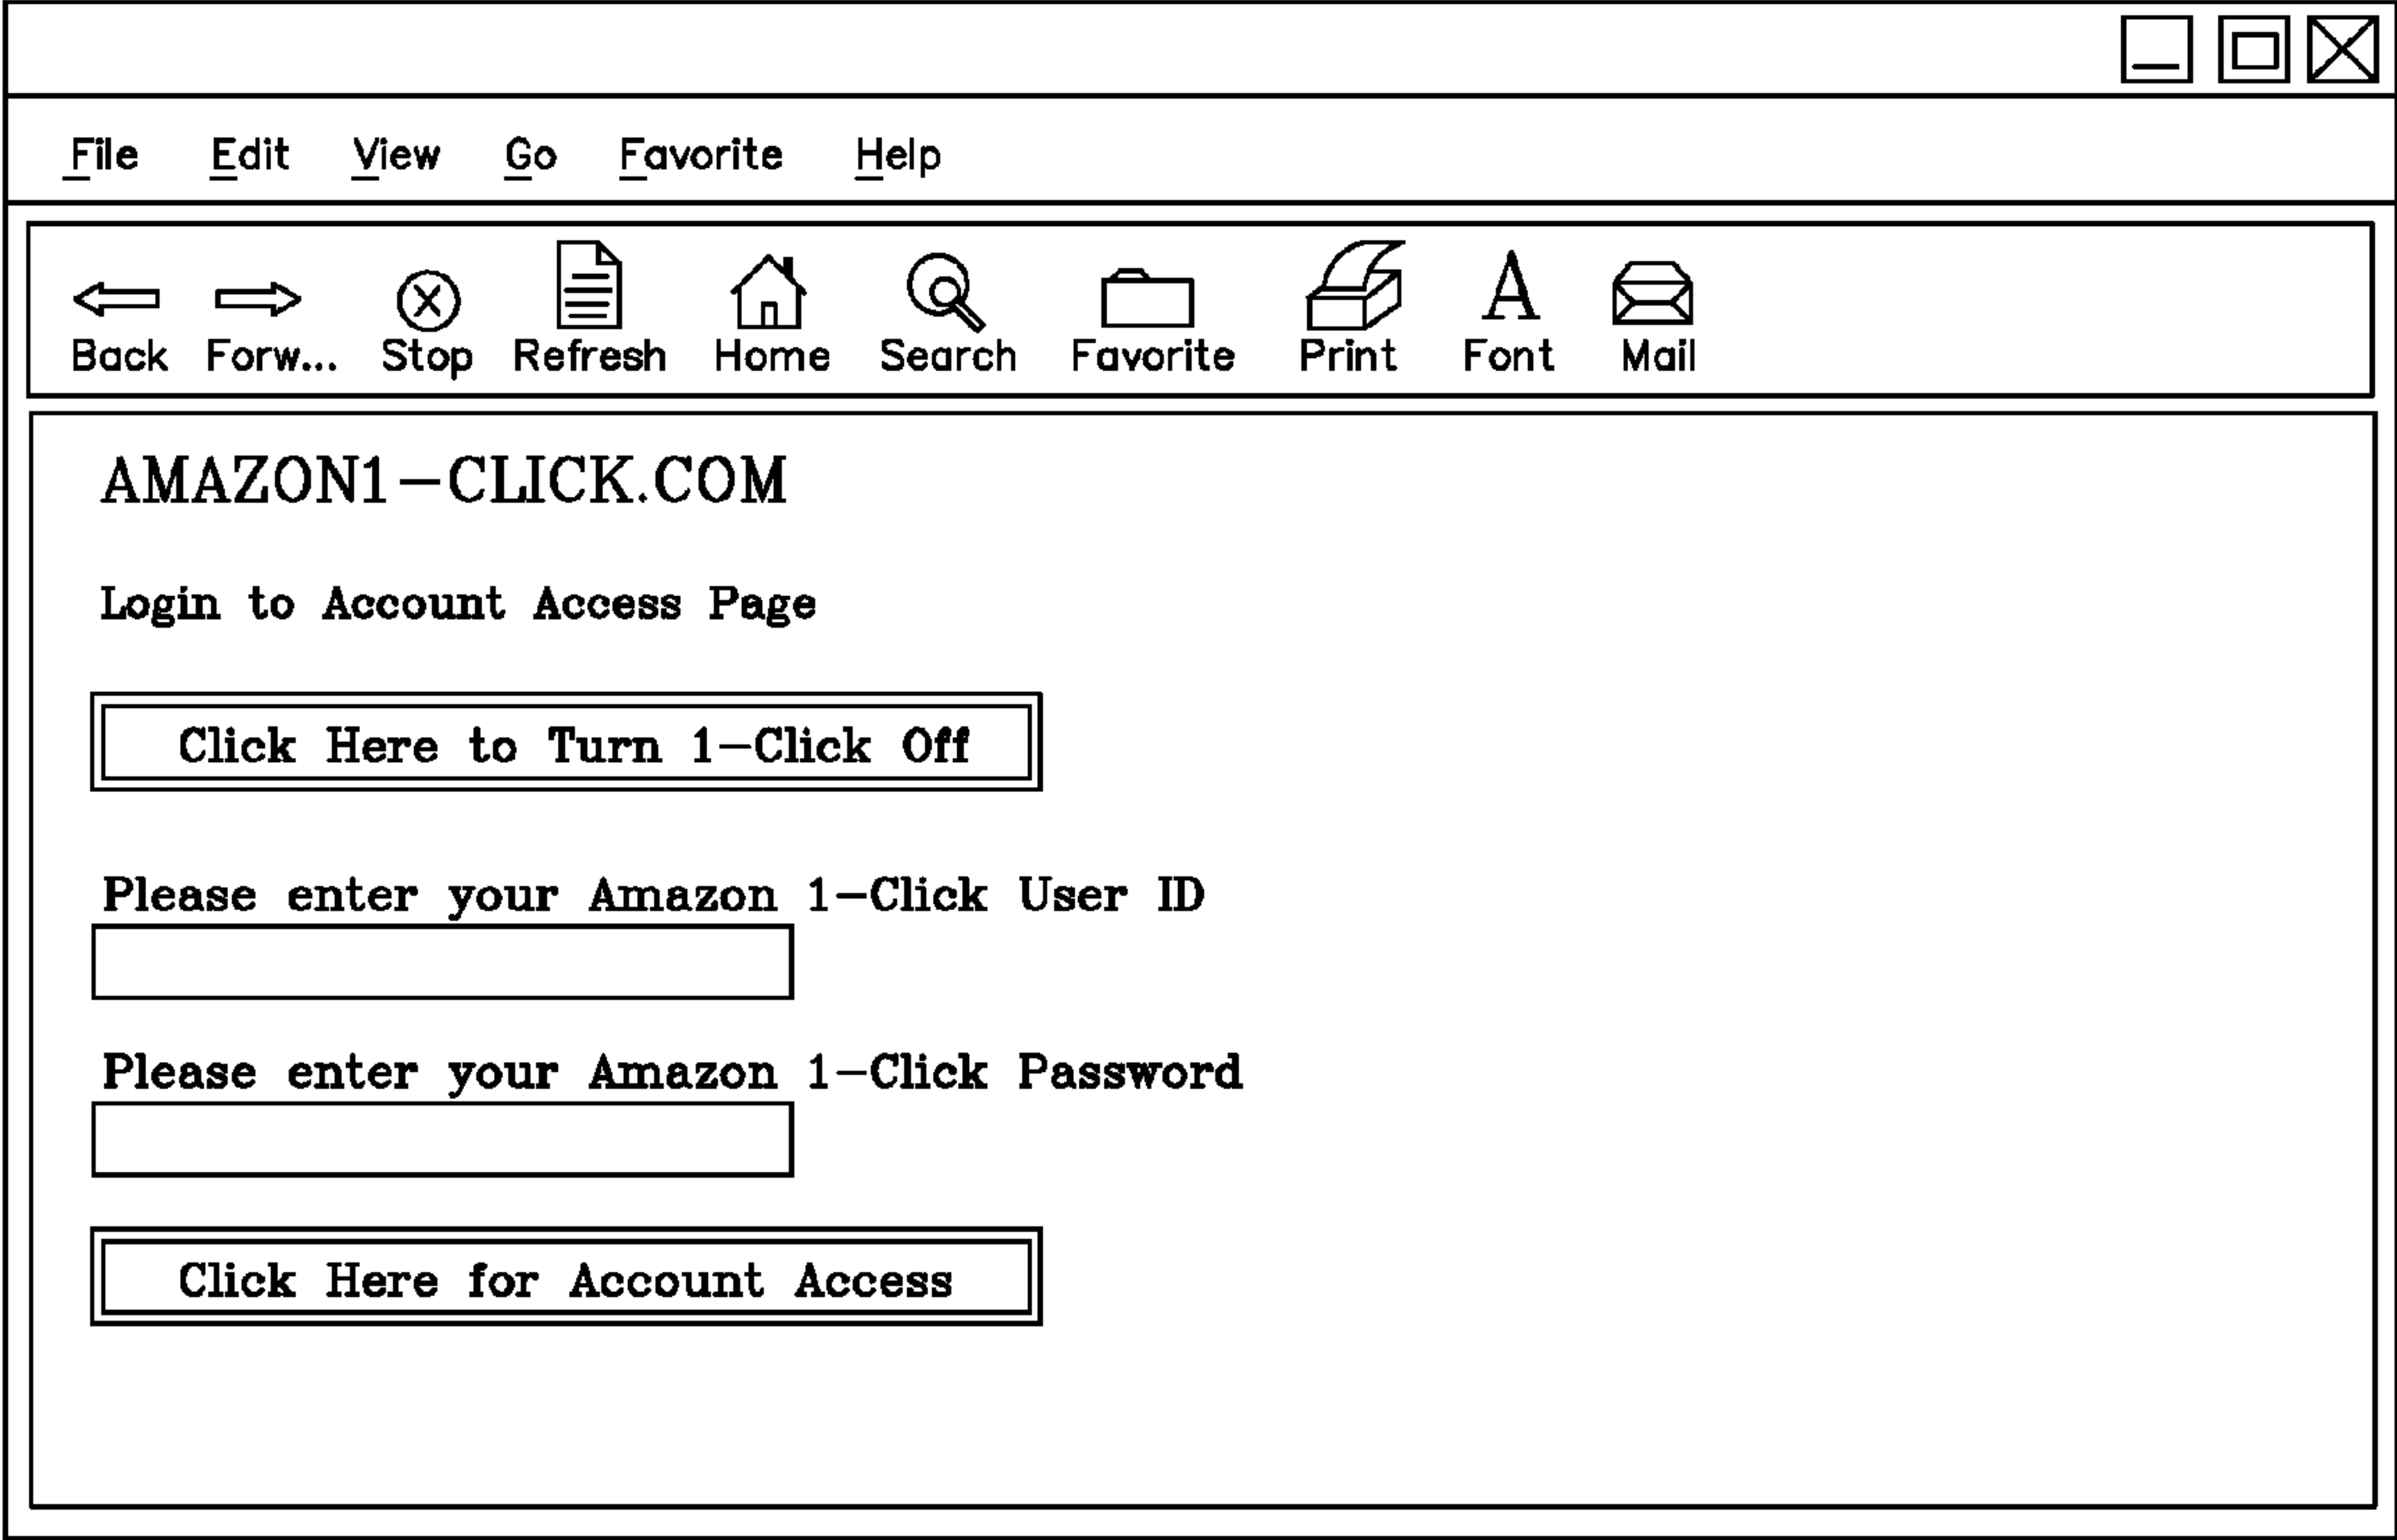 File Edit View Go Favorite Help
A
Back Forw... Stop Refresh Home Search Favorite Print Font Mail
AMAZON1-CLICK.COM
Login to Account Access Page
Click Here to Turn 1-Click Off
Please enter your Amazon 1-Click User ID
Please enter your Amazon 1-Click Password
Click Here for Account Access